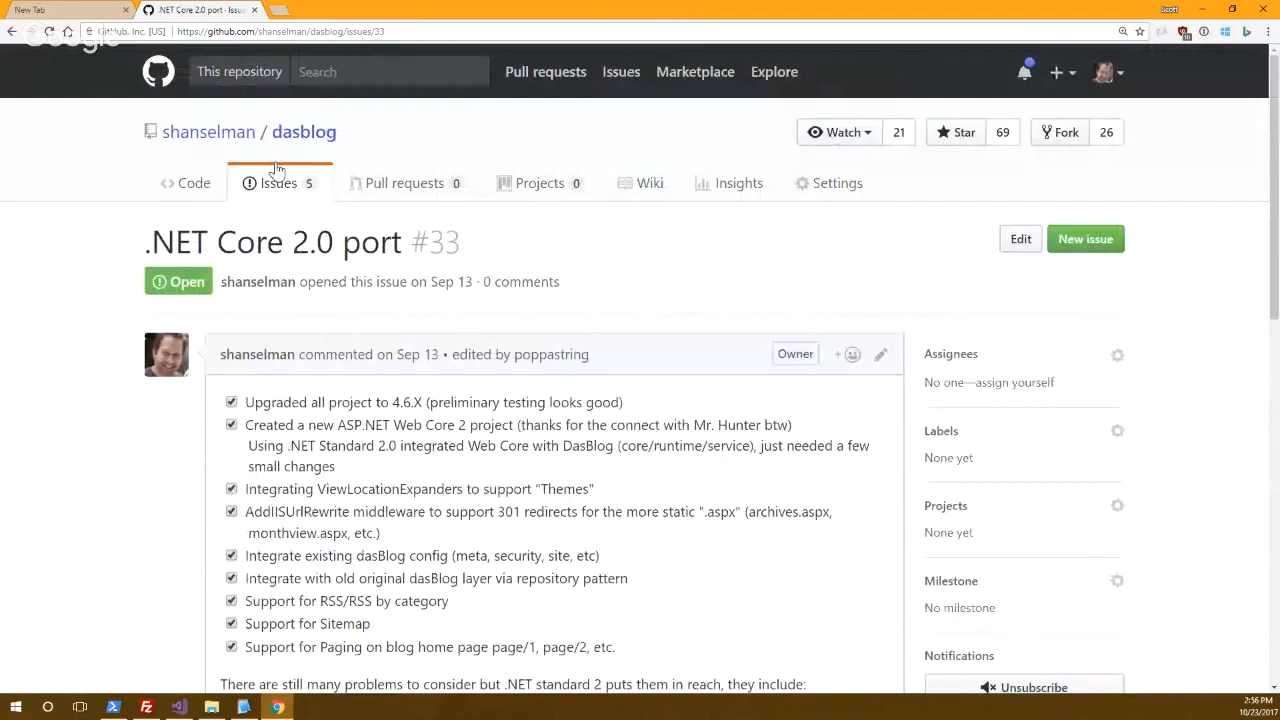 New Tab
.NET Core 2.0 port · Issu
Scott
Google
GitHub, Inc. [US]
https://github.com/shanselman/dasblog/issues/33
This repository
Search
Pull requests
Issues
Marketplace
Explore
shanselman / dasblog
Watch 21
Star 69
Fork 26
Code
Issues 5
Pull requests 0
Projects 0
Wiki
Insights
Settings
.NET Core 2.0 port #33
Edit
New issue
Open
shanselman opened this issue on Sep 13 · 0 comments
shanselman commented on Sep 13 • edited by poppastring
Owner
Upgraded all project to 4.6.X (preliminary testing looks good)
Created a new ASP.NET Web Core 2 project (thanks for the connect with Mr. Hunter btw)
Using .NET Standard 2.0 integrated Web Core with DasBlog (core/runtime/service), just needed a few
small changes
Integrating ViewLocationExpanders to support "Themes"
AddIISUrlRewrite middleware to support 301 redirects for the more static ".aspx" (archives.aspx,
monthview.aspx, etc.)
Integrate existing dasBlog config (meta, security, site, etc)
Integrate with old original dasBlog layer via repository pattern
Support for RSS/RSS by category
Support for Sitemap
Support for Paging on blog home page page/1, page/2, etc.
There are still many problems to consider but .NET standard 2 puts them in reach, they include:
Assignees
No one—assign yourself
Labels
None yet
Projects
None yet
Milestone
No milestone
Notifications
Unsubscribe
2:56 PM
10/23/2017